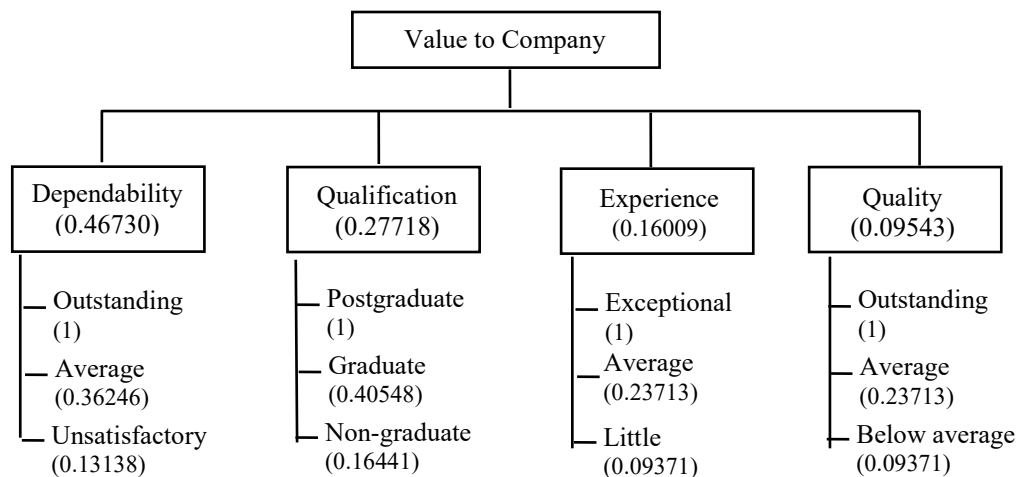 Value to Company
Dependability
(0.46730)
Qualification
(0.27718)
Experience
(0.16009)
Quality
(0.09543)
Outstanding
(1)
Average
(0.36246)
Unsatisfactory
(0.13138)
Postgraduate
(1)
Graduate
(0.40548)
Non-graduate
(0.16441)
Exceptional
(1)
Average
(0.23713)
Little
(0.09371)
Outstanding
(1)
Average
(0.23713)
Below average
(0.09371)